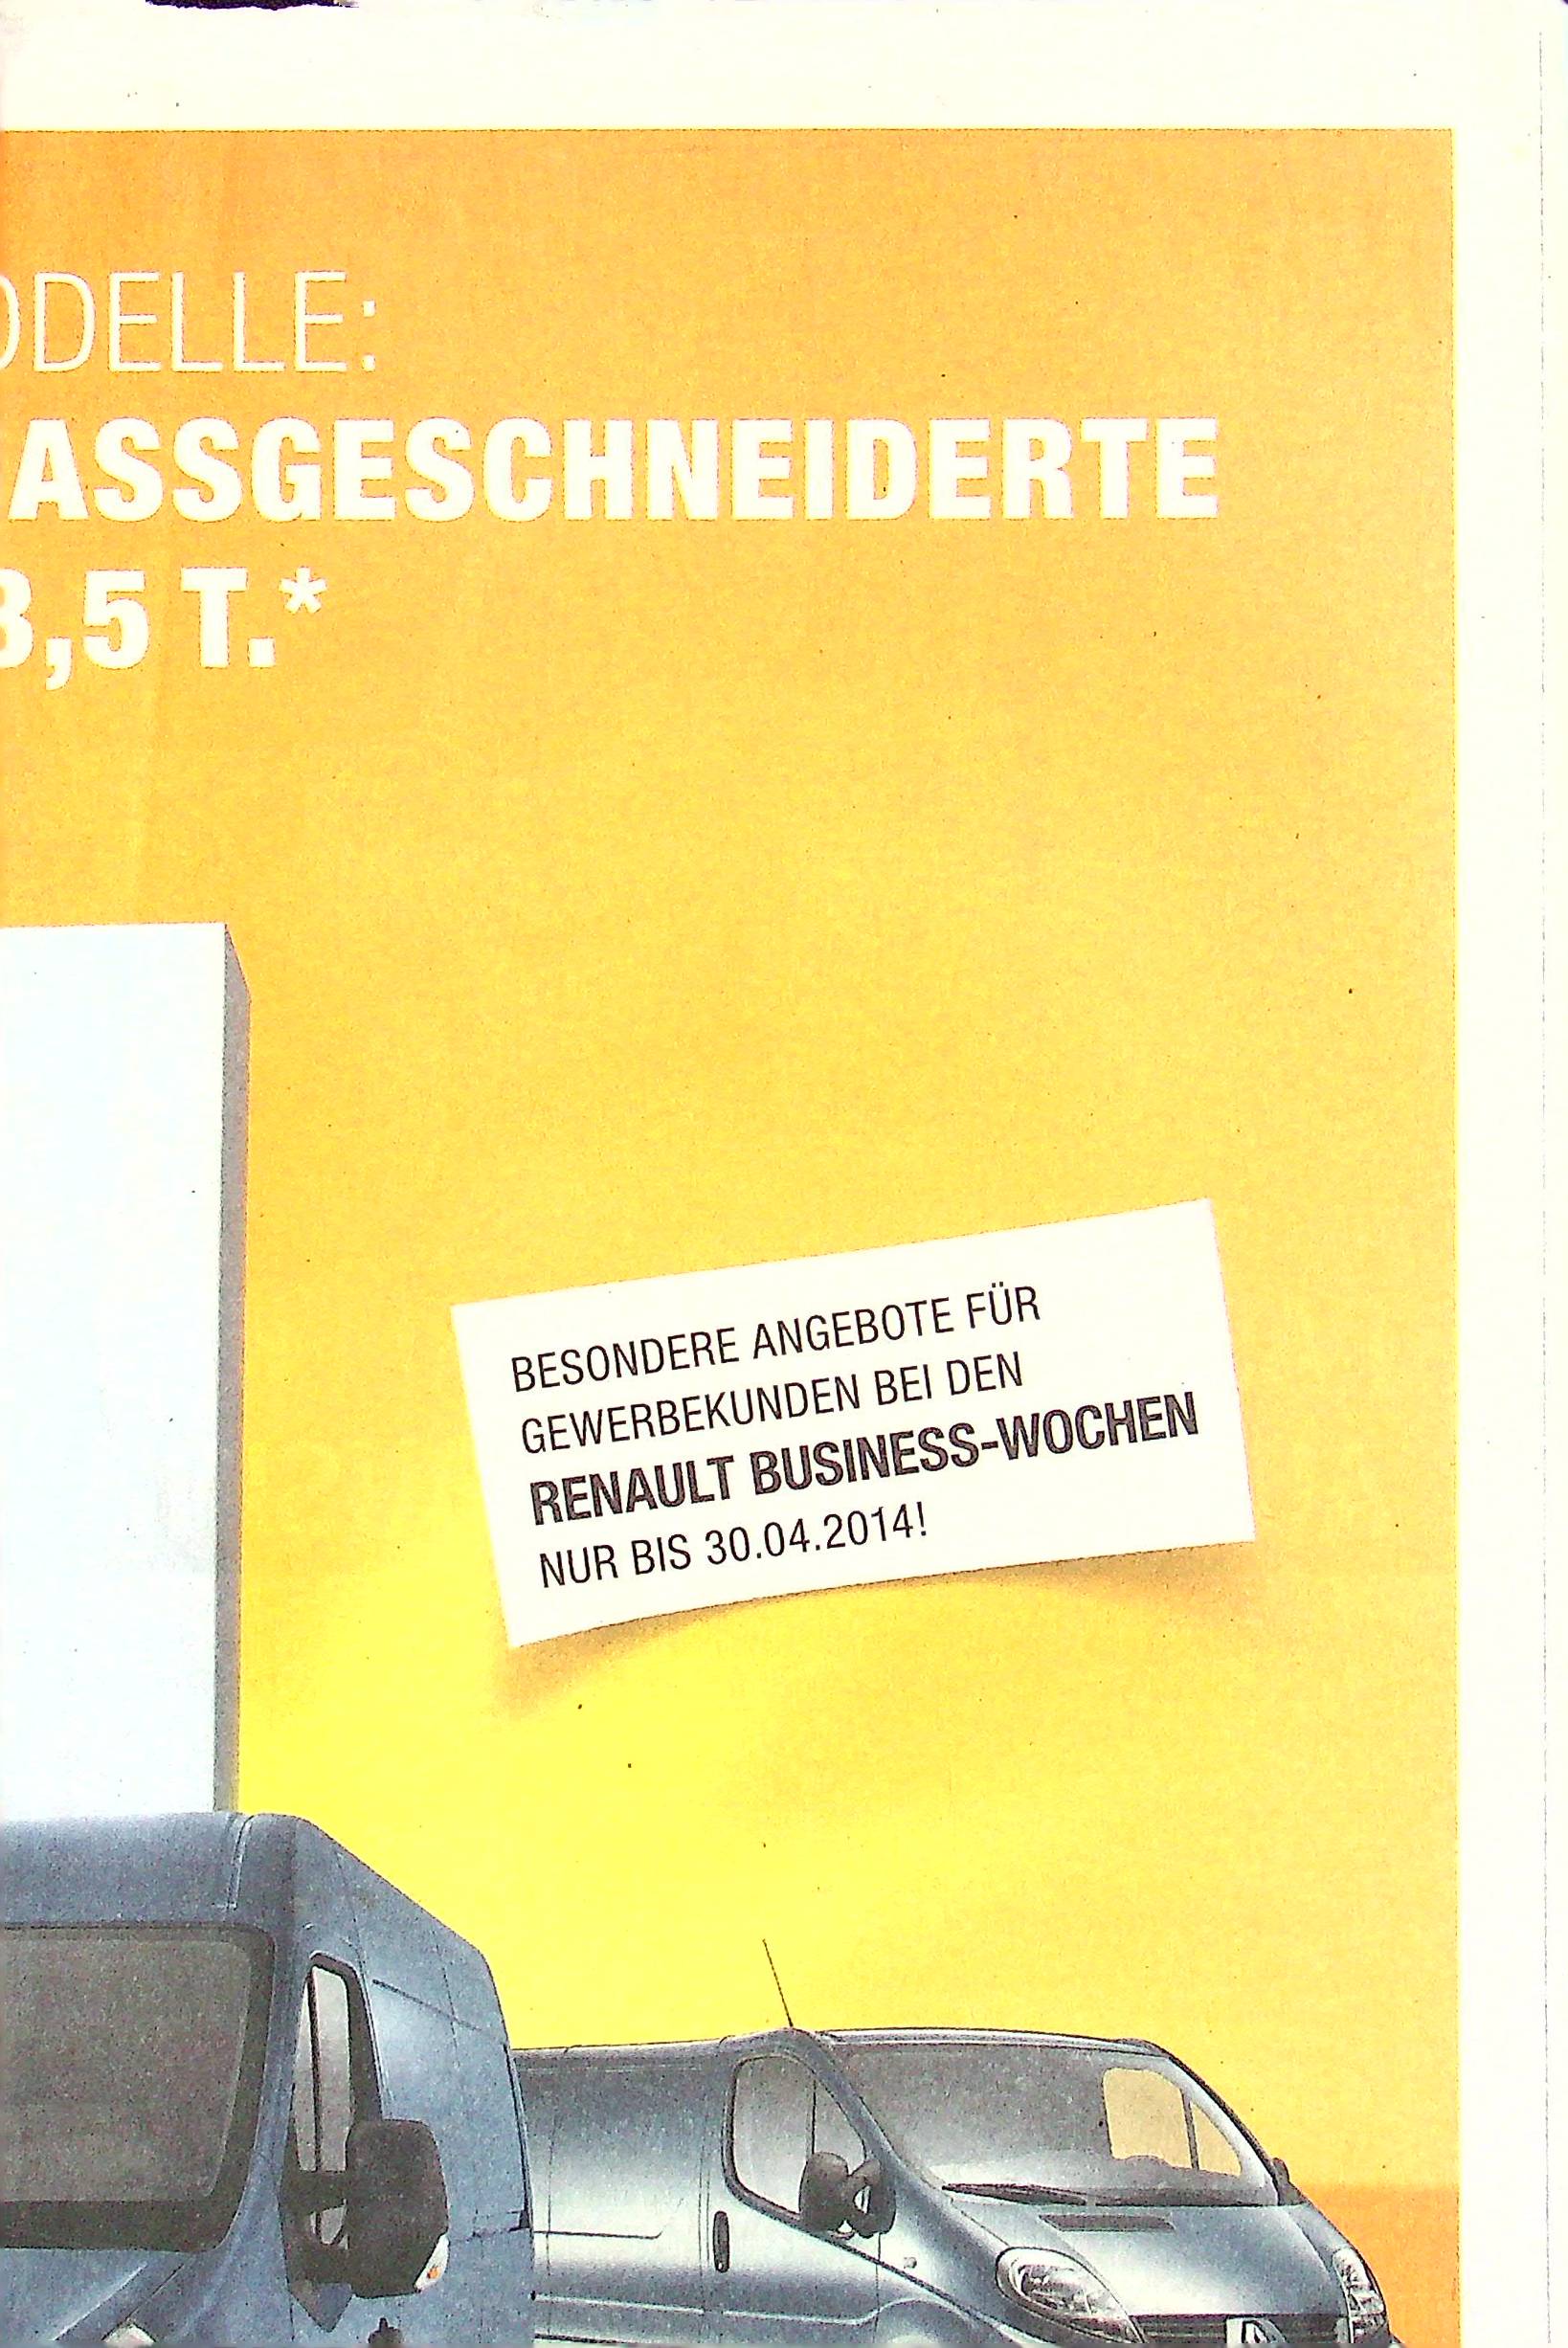 ODELLE:
ASSGESCHNEIDERTE
3,5 T.*
BESONDERE ANGEBOTE FÜR
GEWERBEKUNDEN BEI DEN
RENAULT BUSINESS-WOCHEN
NUR BIS 30.04.2014!